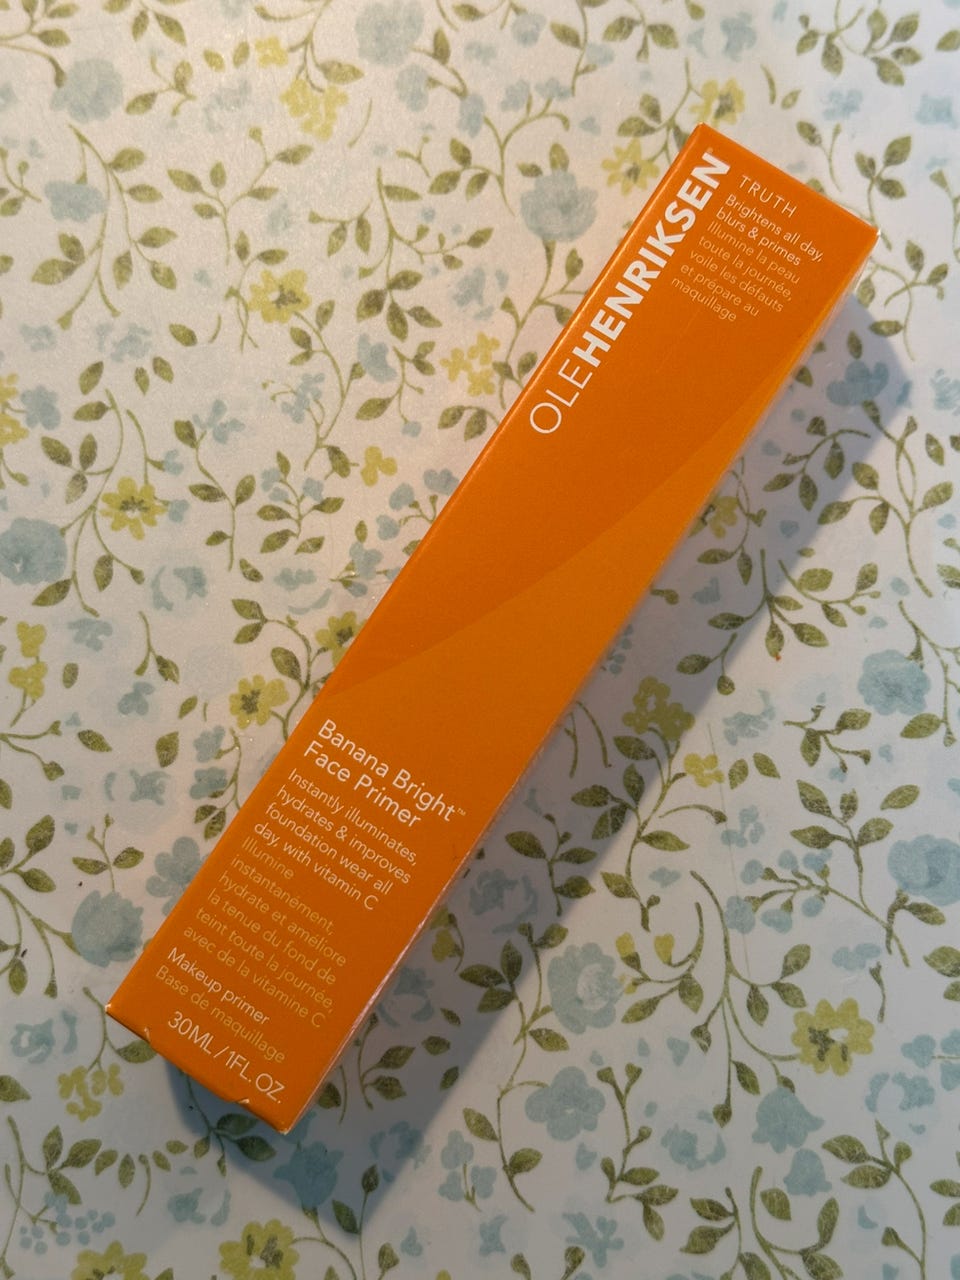 OLEHENRIKSEN®
TRUTH
Brightens all day,
blurs & primes
Illumine la peau
toute la journée,
voile les défauts
et prépare au
maquillage
Banana Bright™
Face Primer
Instantly illuminates,
hydrates & improves
foundation wear all
day, with vitamin C
Illumine
instantanément,
hydrate et améliore
la tenue du fond de
teint toute la journée,
avec de la vitamine C
Makeup primer
Base de maquillage
30ML/1FL.OZ.